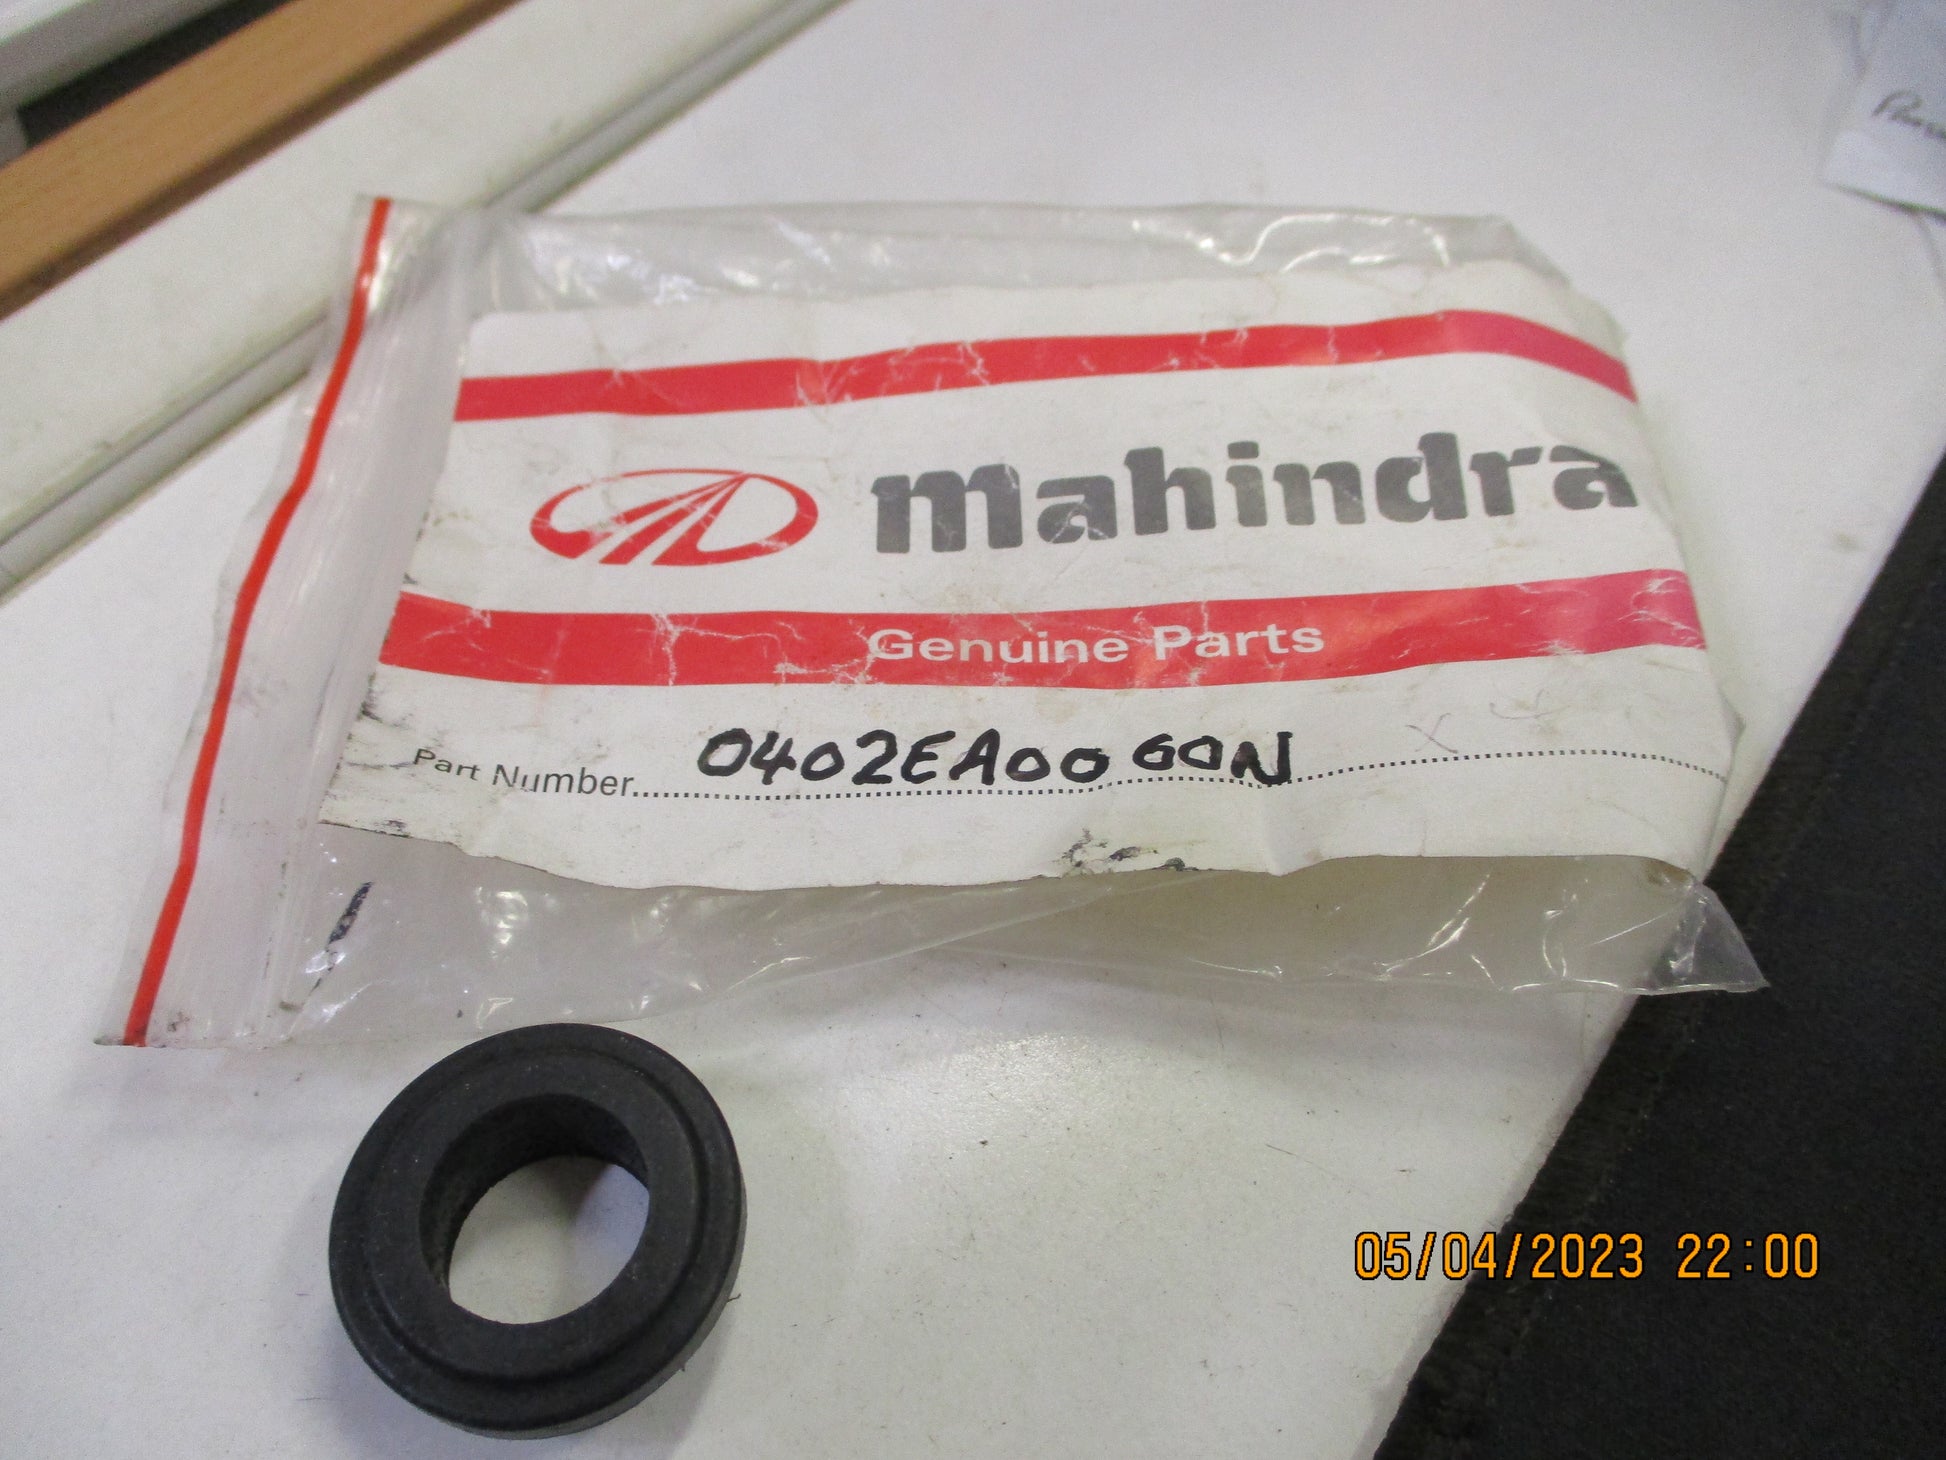 mahindra
Genuine Parts
Part Number..... 0402EA0060N
05/04/2023 22:00